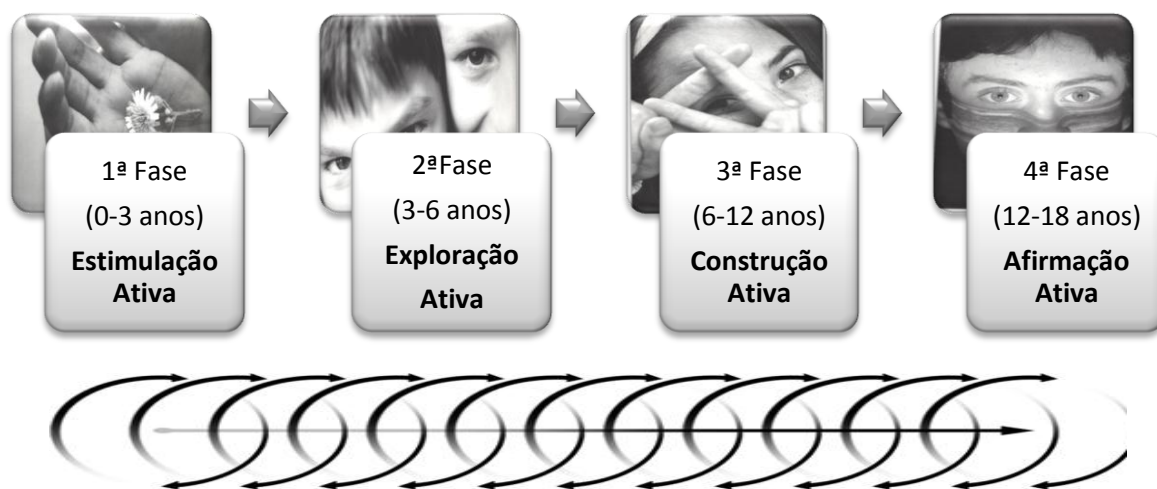 1ª Fase
(0-3 anos)
Estimulação
Ativa
2ªFase
(3-6 anos)
Exploração
Ativa
3ª Fase
(6-12 anos)
Construção
Ativa
4ª Fase
(12-18 anos)
Afirmação
Ativa